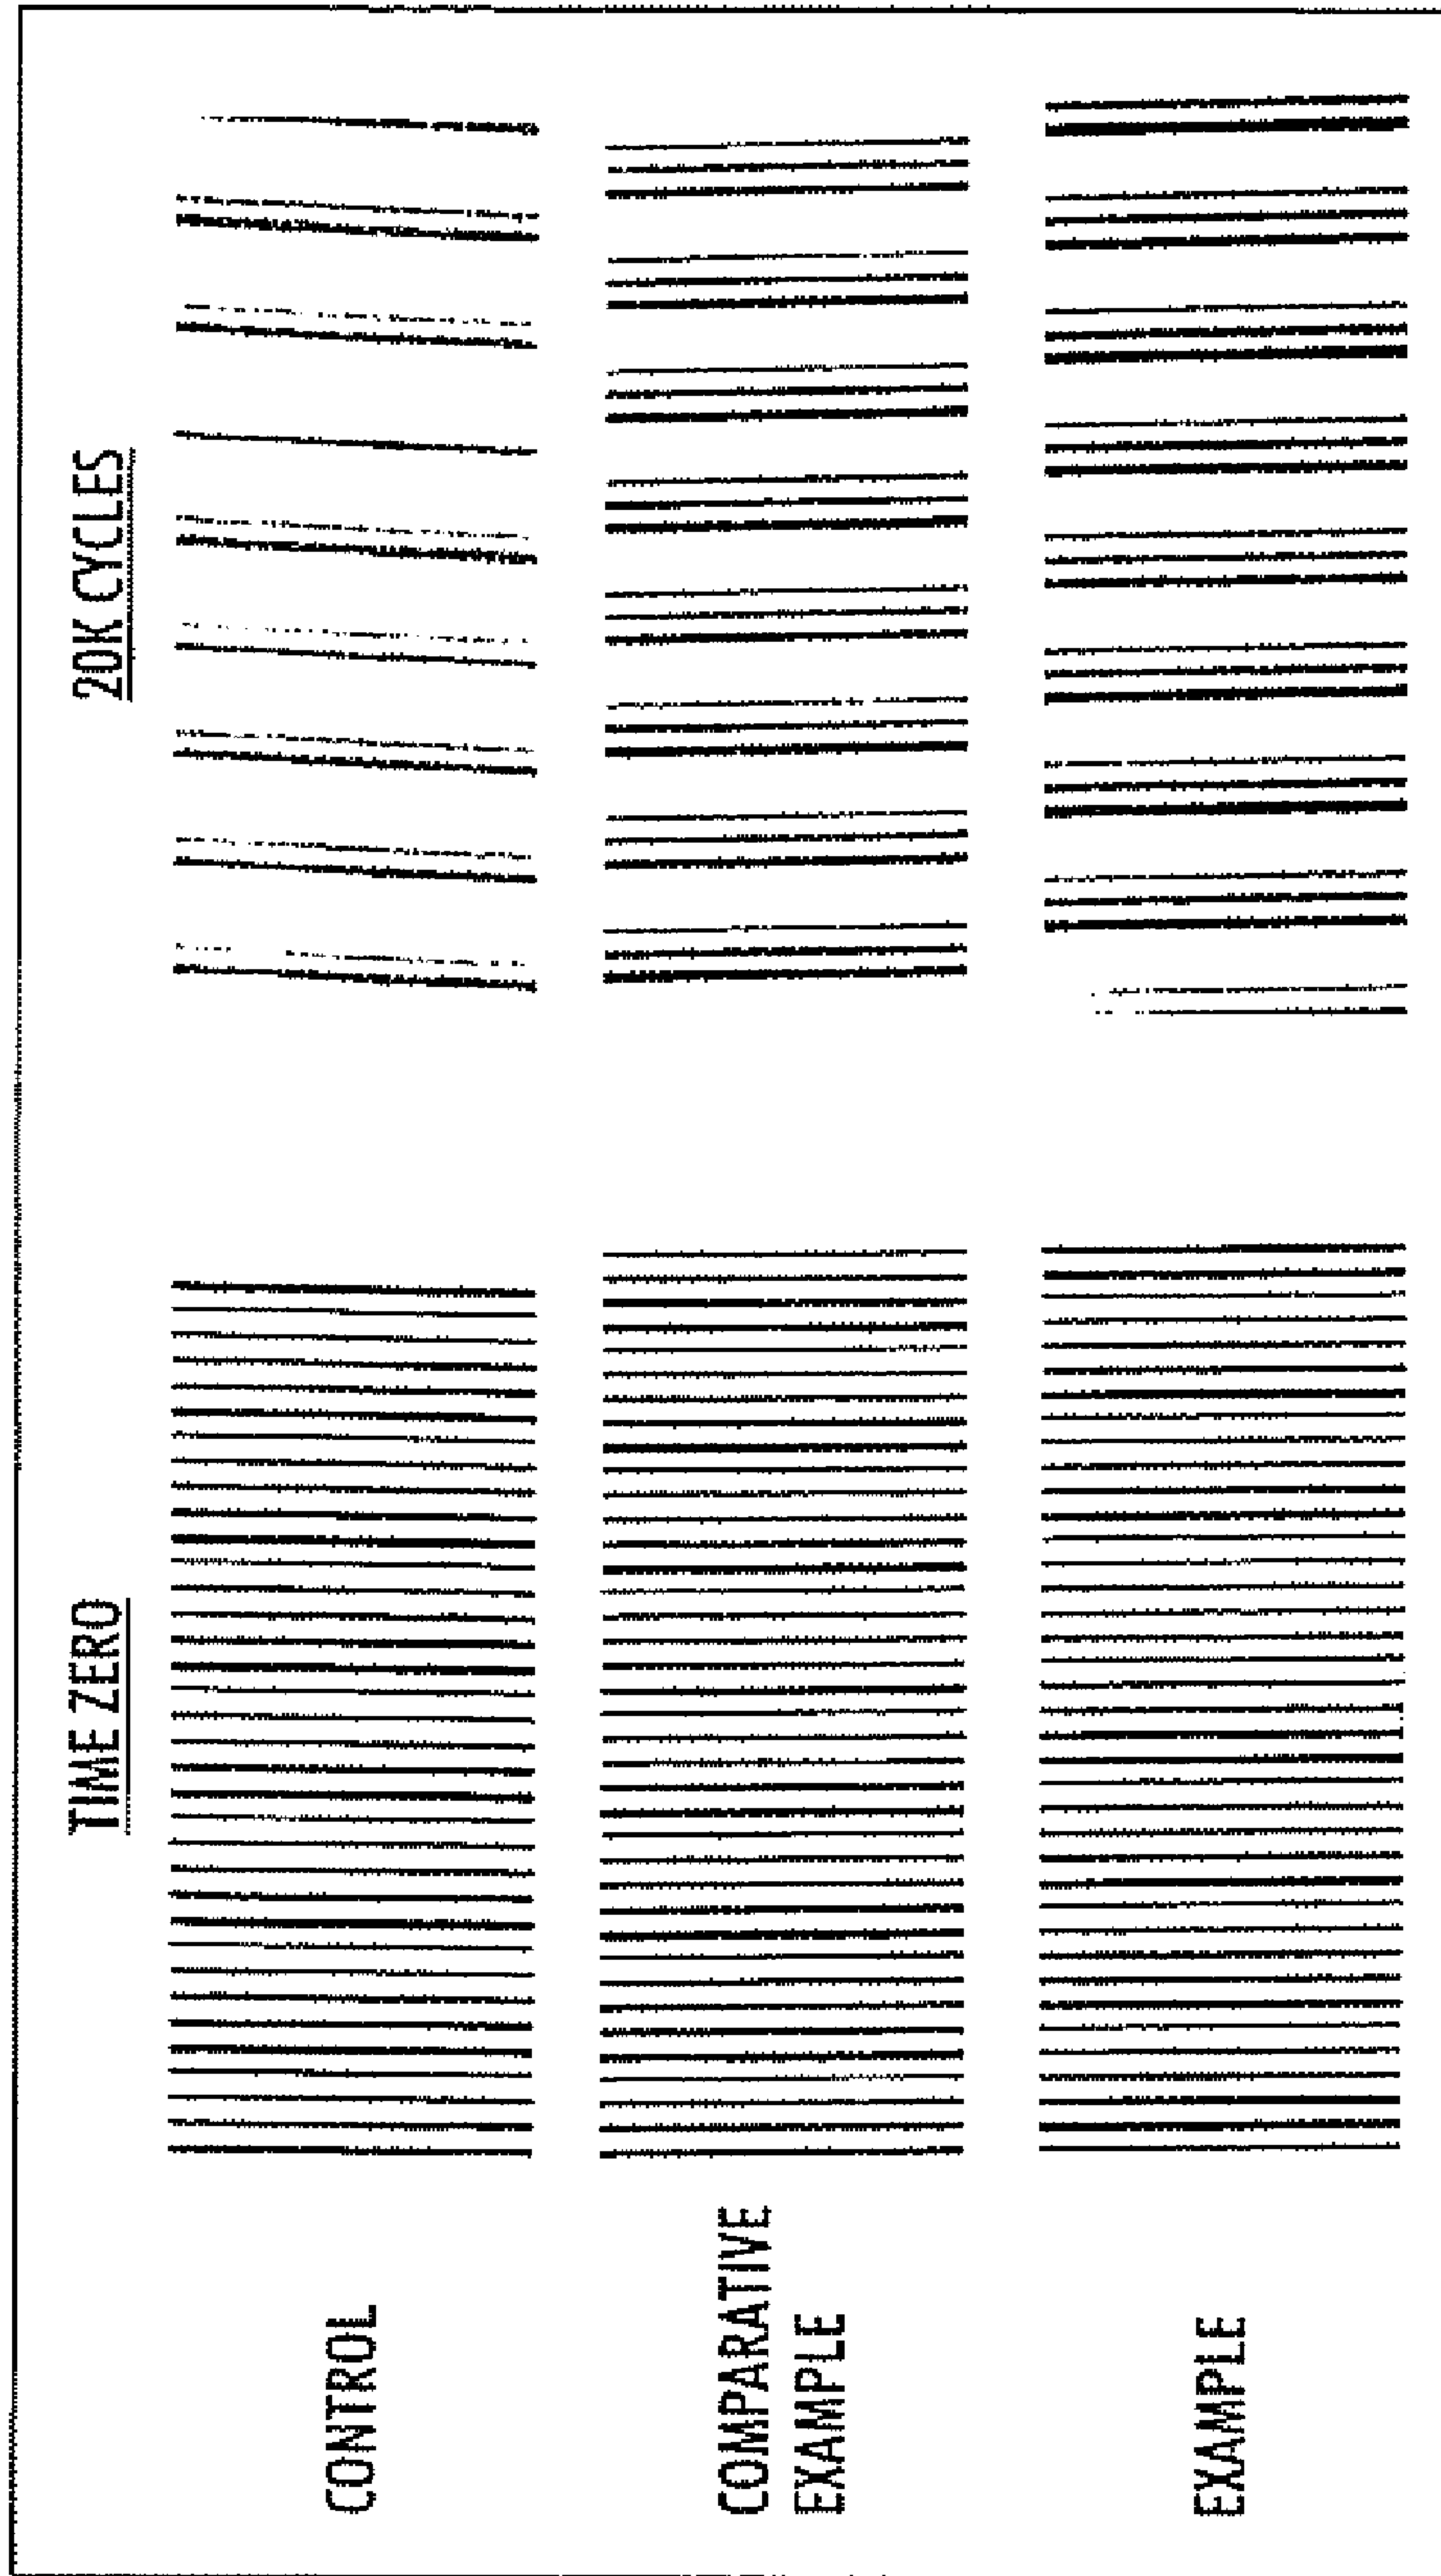 TIME ZERO
20K CYCLES
CONTROL
COMPARATIVE
EXAMPLE
EXAMPLE